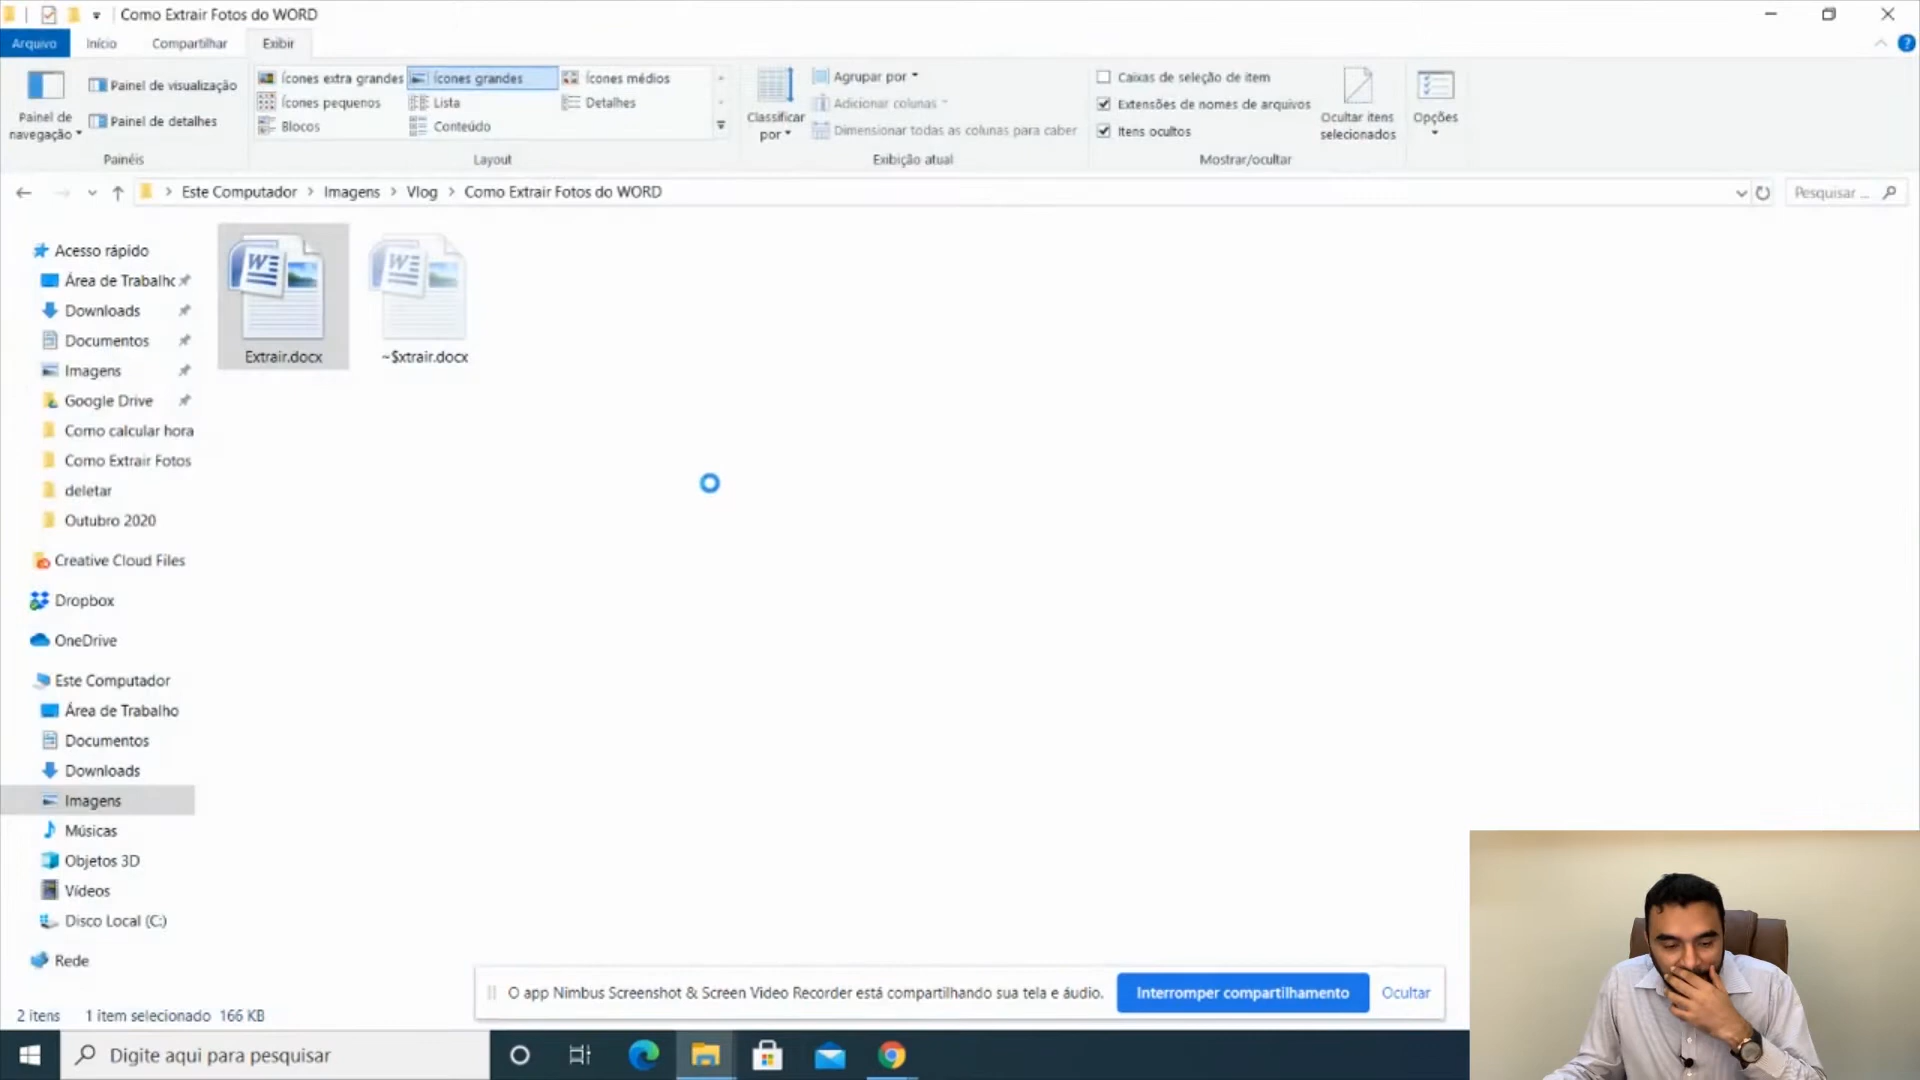 Como Extrair Fotos do WORD
Arquivo Início Compartilhar Exibir
Painel de navegação
Painel de visualização
Painel de detalhes
Painéis
Ícones extra grandes Ícones grandes Ícones médios
Ícones pequenos Lista Detalhes
Blocos Conteúdo
Layout
Classificar por
Agrupar por
Adicionar colunas
Dimensionar todas as colunas para caber
Exibição atual
Caixas de seleção de item
Extensões de nomes de arquivos
Itens ocultos
Ocultar itens selecionados
Mostrar/ocultar
Opções
Este Computador > Imagens > Vlog > Como Extrair Fotos do WORD
Pesquisar ...
Acesso rápido
Área de Trabalho
Downloads
Documentos
Imagens
Google Drive
Como calcular hora
Como Extrair Fotos
deletar
Outubro 2020
Creative Cloud Files
Dropbox
OneDrive
Este Computador
Área de Trabalho
Documentos
Downloads
Imagens
Músicas
Objetos 3D
Vídeos
Disco Local (C:)
Rede
Extrair.docx
~$xtrair.docx
O app Nimbus Screenshot & Screen Video Recorder está compartilhando sua tela e áudio.
Interromper compartilhamento
Ocultar
2 itens 1 item selecionado 166 KB
Digite aqui para pesquisar